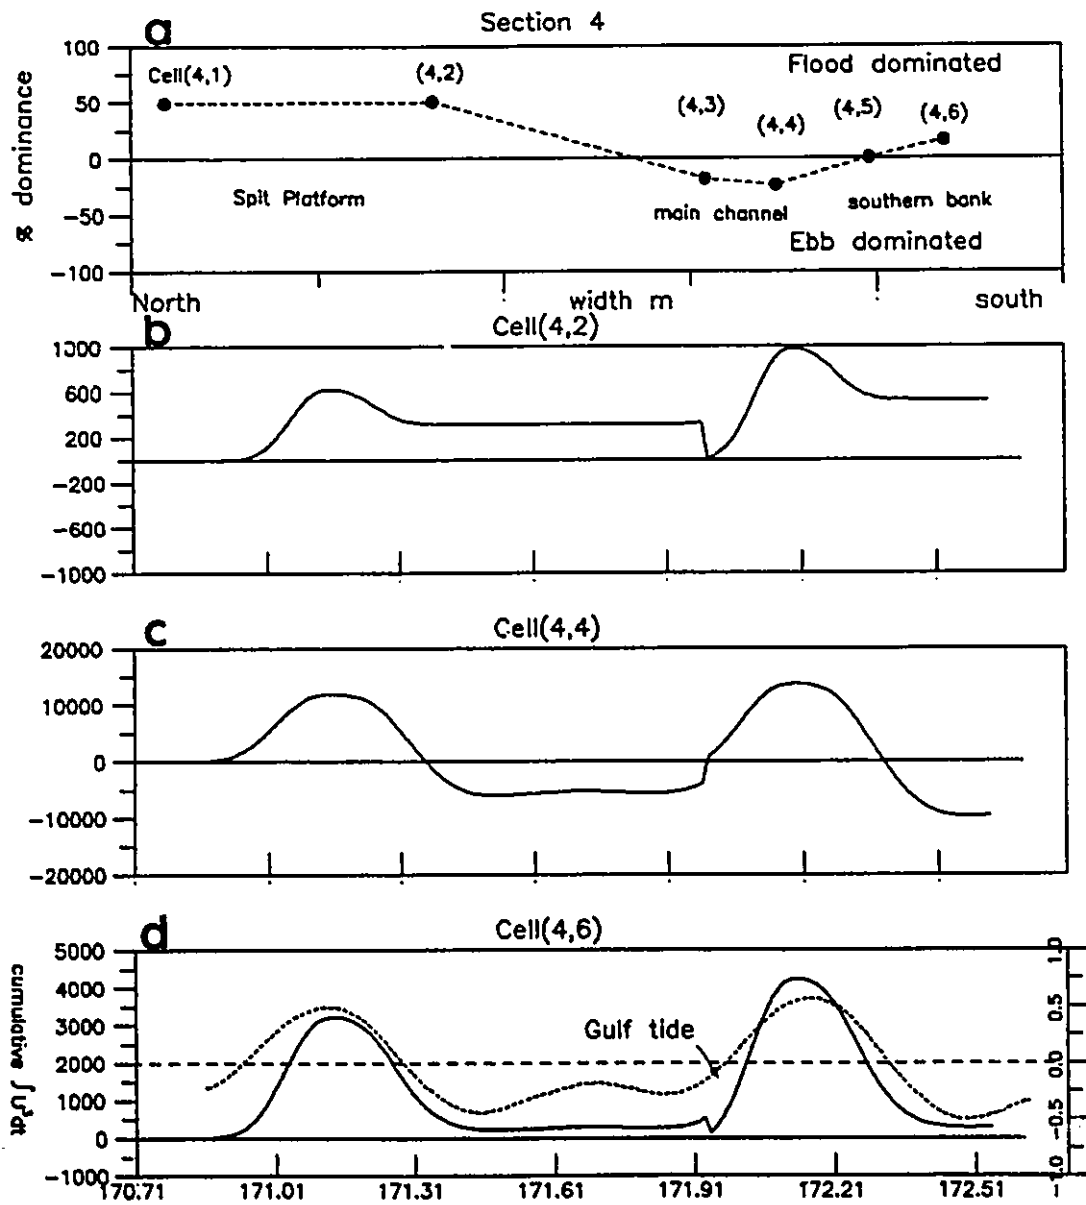 a
Section 4
100
50
0
-50
-100
% dominance
Cell(4,1)
(4,2)
(4,3)
(4,4)
(4,5)
(4,6)
Flood dominated
Spit Platform
main channel
southern bank
Ebb dominated
North
width m
south
b
Cell(4,2)
1000
600
200
-200
-600
-1000
c
Cell(4,4)
20000
10000
0
-10000
-20000
d
Cell(4,6)
5000
4000
3000
2000
1000
0
-1000
cumulative ∫U³dt
Gulf tide
1.0
0.5
0.0
-0.5
170.71
171.01
171.31
171.61
171.91
172.21
172.51